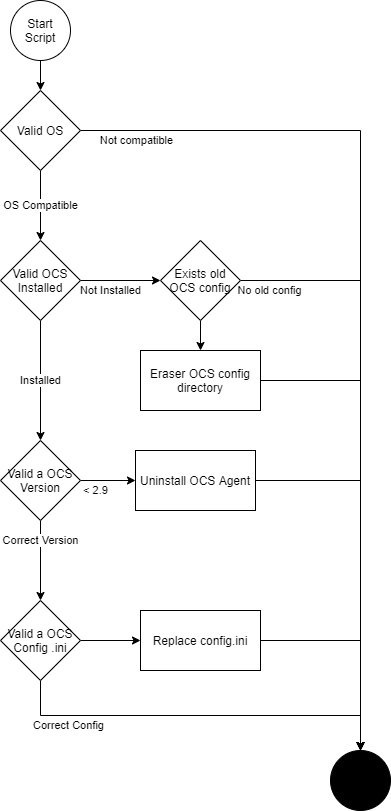 Start
Script
Valid OS
Not compatible
OS Compatible
Valid OCS
Installed
Not Installed
Exists old
OCS config
No old config
Eraser OCS config
directory
Installed
Valid a OCS
Version
< 2.9
Uninstall OCS Agent
Correct Version
Valid a OCS
Config .ini
Replace config.ini
Correct Config